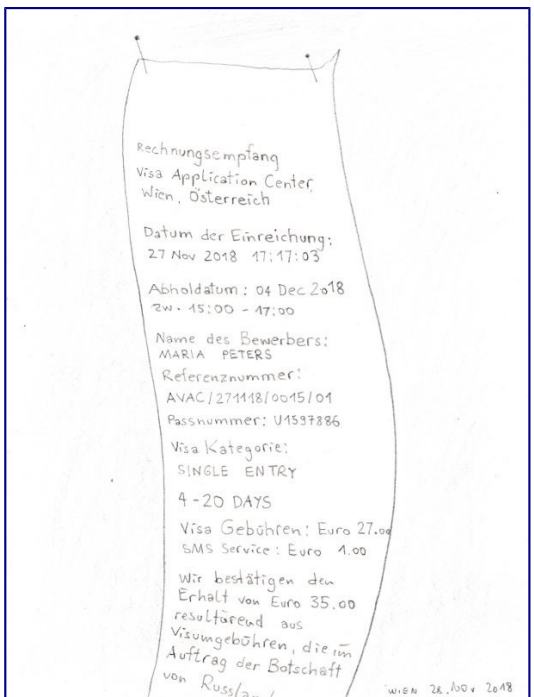 Rechnungsempfang
Visa Application Center,
Wien, Österreich
Datum der Einreichung:
27 Nov 2018 17:17:03
Abholdatum: 04 Dec 2018
zw. 15:00 - 17:00
Name des Bewerbers:
MARIA PETERS
Referenznummer:
AVAC/271118/0015/01
Passnummer: U1597886
Visa Kategorie:
SINGLE ENTRY
4-20 DAYS
Visa Gebühren: Euro 27.00
SMS Service: Euro 1.00
Wir bestätigen den
Erhalt von Euro 35.00
resultürend aus
Visumgebühren, die im
Auftrag der Botschaft
von
WIEN 28. Nov 2018